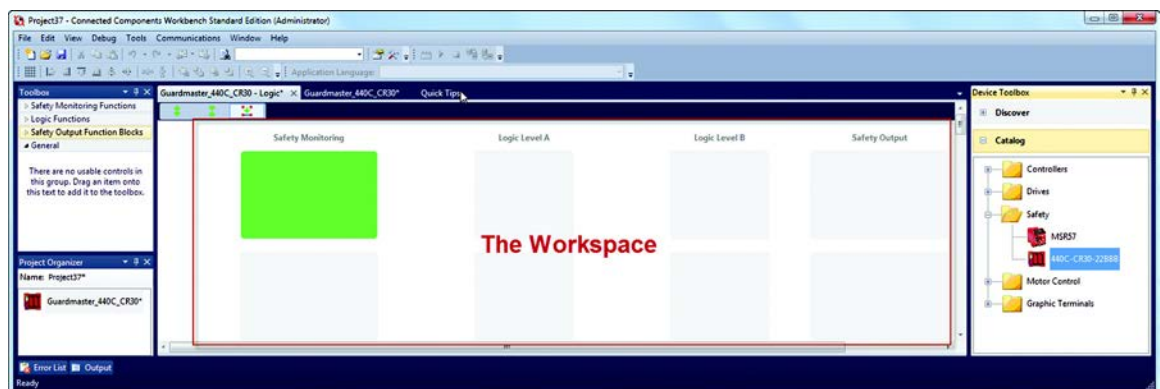 Project37 - Connected Components Workbench Standard Edition (Administrator)
File Edit View Debug Tools Communications Window Help
Application Language:
Toolbox
Safety Monitoring Functions
Logic Functions
Safety Output Function Blocks
General
There are no usable controls in
this group. Drag an item onto
this text to add it to the toolbox.
Project Organizer
Name: Project37*
Guardmaster_440C_CR30*
Guardmaster_440C_CR30 - Logic*
Guardmaster_440C_CR30*
Quick Tips
Safety Monitoring
Logic Level A
Logic Level B
Safety Output
The Workspace
Device Toolbox
Discover
Catalog
Controllers
Drives
Safety
MSR57
440C-CR30-22BBB
Motor Control
Graphic Terminals
Error List
Output
Ready